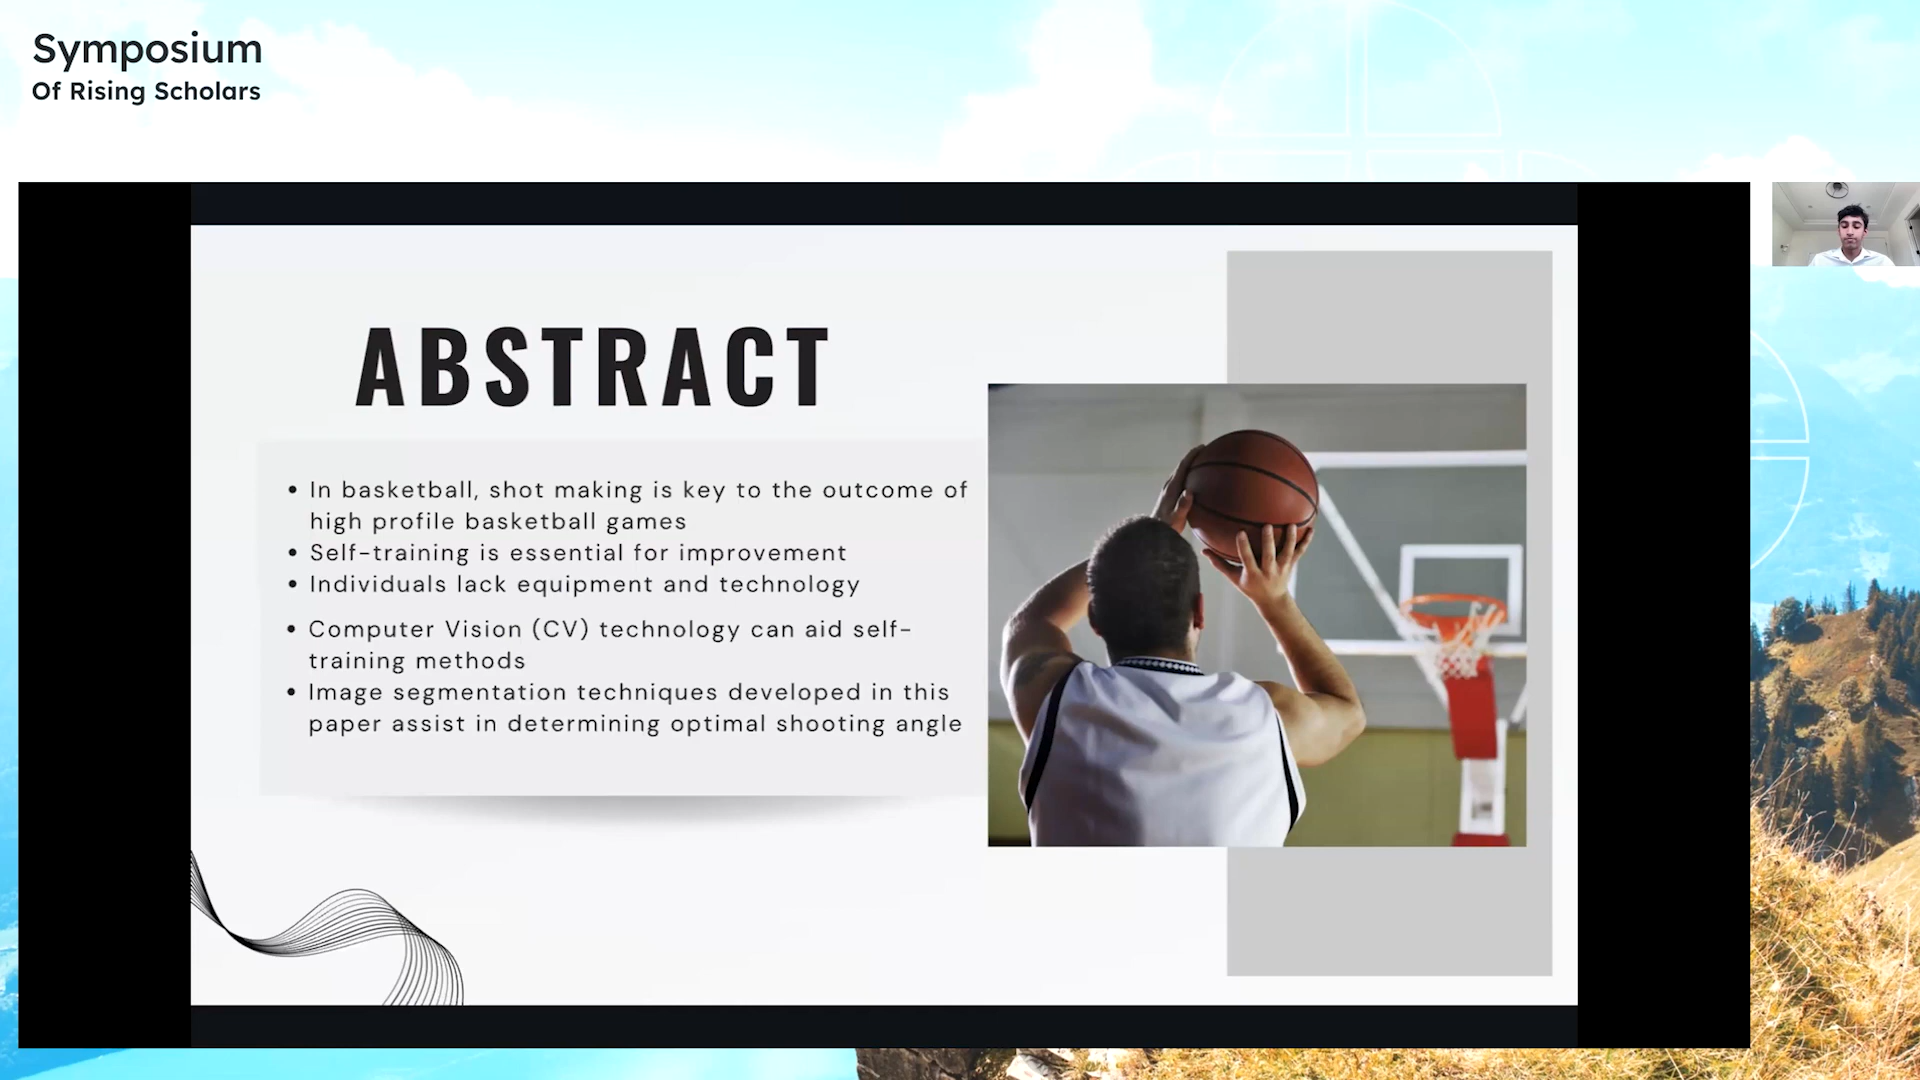 Symposium
Of Rising Scholars
ABSTRACT
• In basketball, shot making is key to the outcome of
high profile basketball games
• Self-training is essential for improvement
• Individuals lack equipment and technology
• Computer Vision (CV) technology can aid self-
training methods
• Image segmentation techniques developed in this
paper assist in determining optimal shooting angle